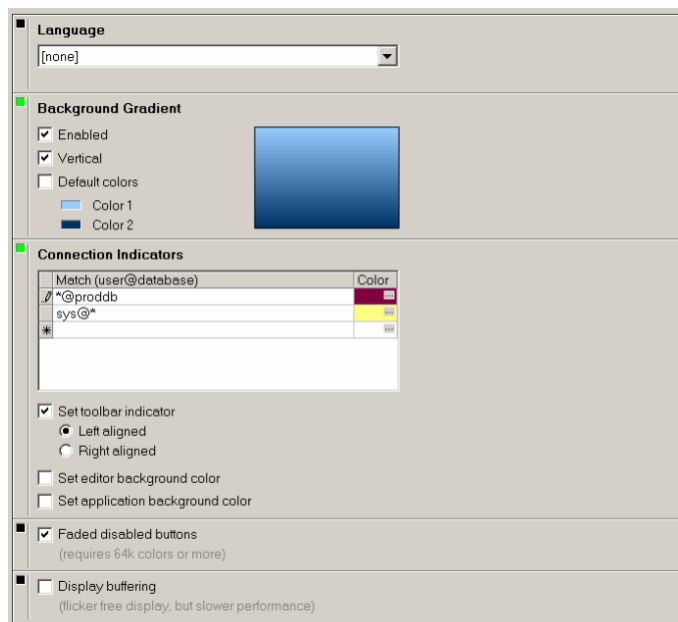 Language
[none]
Background Gradient
Enabled
Vertical
Default colors
Color 1
Color 2
Connection Indicators
Match (user@database) Color
*@proddb
sys@*
Set toolbar indicator
Left aligned
Right aligned
Set editor background color
Set application background color
Faded disabled buttons
(requires 64k colors or more)
Display buffering
(flicker free display, but slower performance)